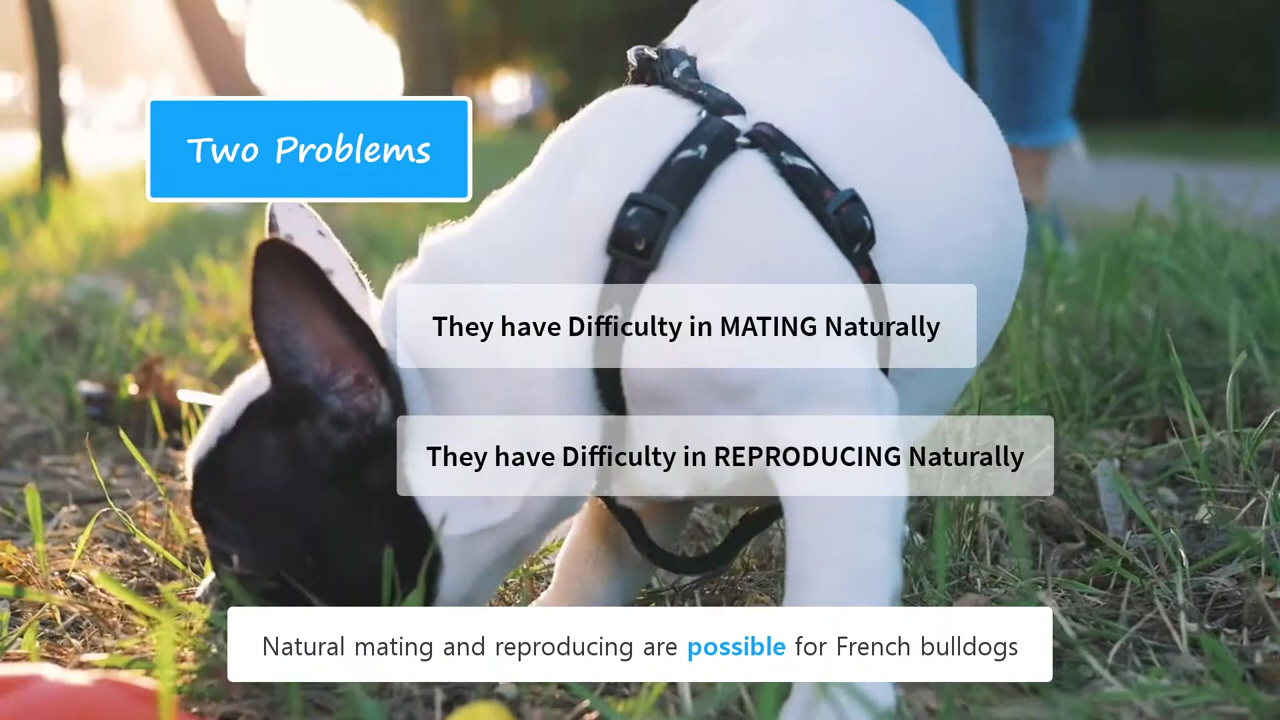 Two Problems
They have Difficulty in MATING Naturally
They have Difficulty in REPRODUCING Naturally
Natural mating and reproducing are possible for French bulldogs